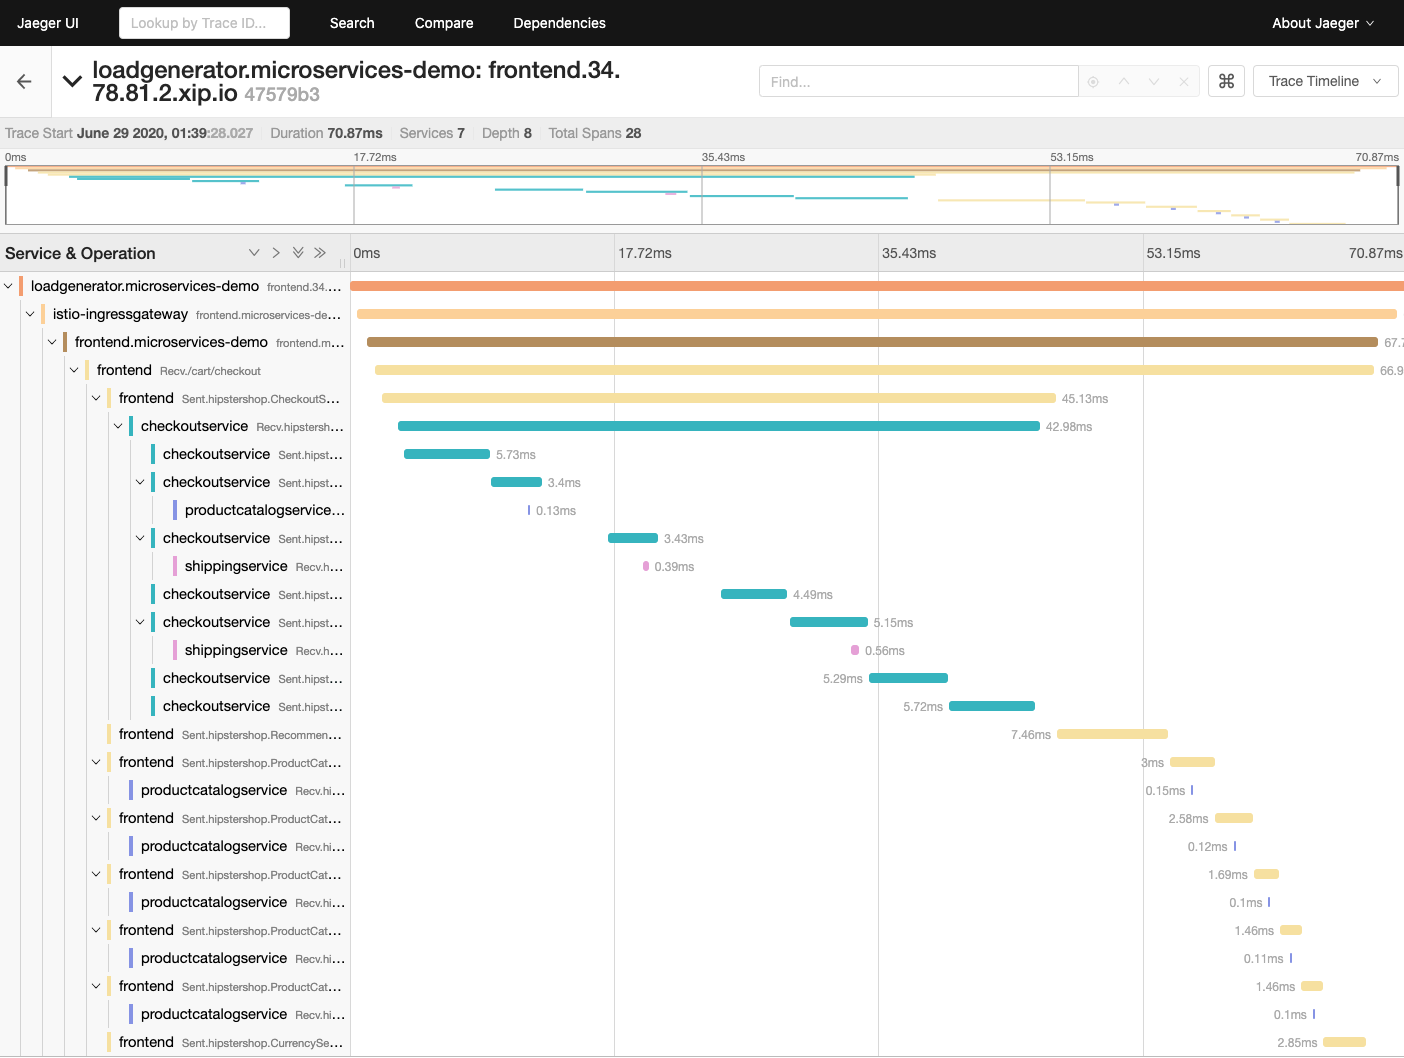 Jaeger UI Lookup by Trace ID... Search Compare Dependencies About Jaeger
loadgenerator.microservices-demo: frontend.34.
78.81.2.xip.io 47579b3
Find... ⌘ Trace Timeline
Trace Start June 29 2020, 01:39:28.027 Duration 70.87ms Services 7 Depth 8 Total Spans 28
0ms 17.72ms 35.43ms 53.15ms 70.87ms
Service & Operation 0ms 17.72ms 35.43ms 53.15ms 70.87ms
loadgenerator.microservices-demo frontend.34....
istio-ingressgateway frontend.microservices-de...
frontend.microservices-demo frontend.m... 67.7
frontend Recv./cart/checkout 66.9
frontend Sent.hipstershop.CheckoutS... 45.13ms
checkoutservice Recv.hipstersh... 42.98ms
checkoutservice Sent.hipst... 5.73ms
checkoutservice Sent.hipst... 3.4ms
productcatalogservice... 0.13ms
checkoutservice Sent.hipst... 3.43ms
shippingservice Recv.h... 0.39ms
checkoutservice Sent.hipst... 4.49ms
checkoutservice Sent.hipst... 5.15ms
shippingservice Recv.h... 0.56ms
checkoutservice Sent.hipst... 5.29ms
checkoutservice Sent.hipst... 5.72ms
frontend Sent.hipstershop.Recommen... 7.46ms
frontend Sent.hipstershop.ProductCat... 3ms
productcatalogservice Recv.hi... 0.15ms
frontend Sent.hipstershop.ProductCat... 2.58ms
productcatalogservice Recv.hi... 0.12ms
frontend Sent.hipstershop.ProductCat... 1.69ms
productcatalogservice Recv.hi... 0.1ms
frontend Sent.hipstershop.ProductCat... 1.46ms
productcatalogservice Recv.hi... 0.11ms
frontend Sent.hipstershop.ProductCat... 1.46ms
productcatalogservice Recv.hi... 0.1ms
frontend Sent.hipstershop.CurrencySe... 2.85ms